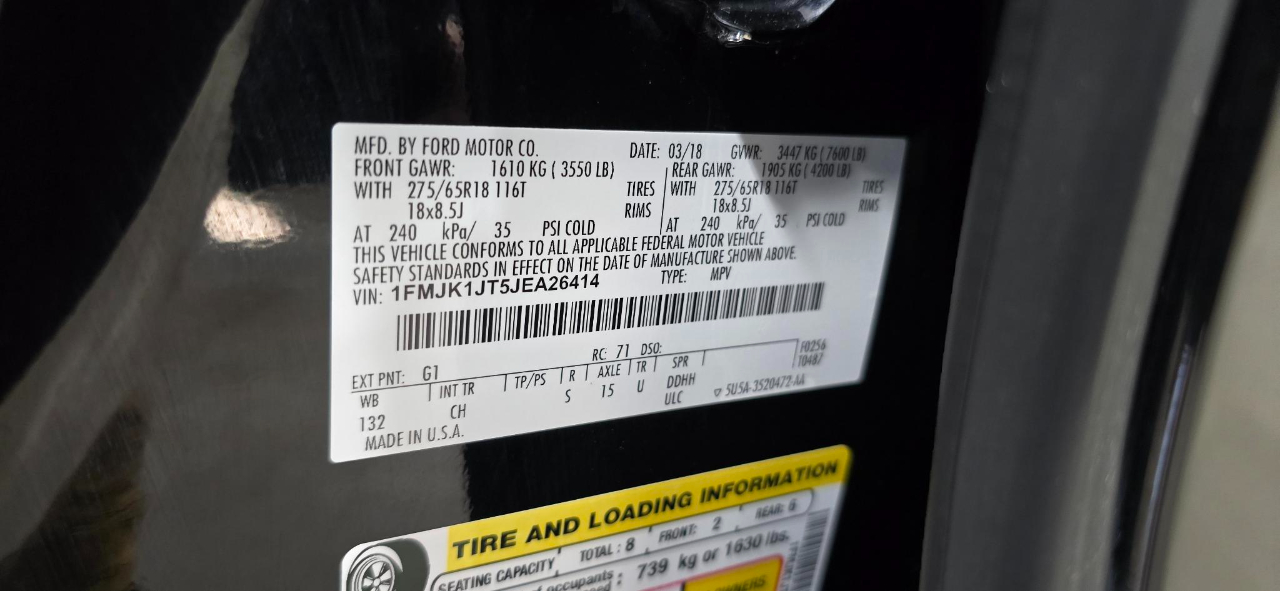 MFD. BY FORD MOTOR CO. DATE: 03/18 GVWR: 3447 KG ( 7600 LB)
FRONT GAWR: 1610 KG ( 3550 LB) REAR GAWR: 1905 KG ( 4200 LB)
WITH 275/65R18 116T TIRES WITH 275/65R18 116T TIRES
18x8.5J RIMS 18x8.5J RIMS
AT 240 kPa/ 35 PSI COLD AT 240 kPa/ 35 PSI COLD
THIS VEHICLE CONFORMS TO ALL APPLICABLE FEDERAL MOTOR VEHICLE
SAFETY STANDARDS IN EFFECT ON THE DATE OF MANUFACTURE SHOWN ABOVE.
VIN: 1FMJK1JT5JEA26414 TYPE: MPV
F0256
T0487
EXT PNT: G1 RC: 71 DSO:
WB INT TR TP/PS R AXLE TR SPR
132 CH S 15 U DDHH
ULC
5U5A-3520472-AA
MADE IN U.S.A.
TIRE AND LOADING INFORMATION
SEATING CAPACITY TOTAL: 8 FRONT: 2 REAR: 6
occupants : 739 kg or 1630 lbs.